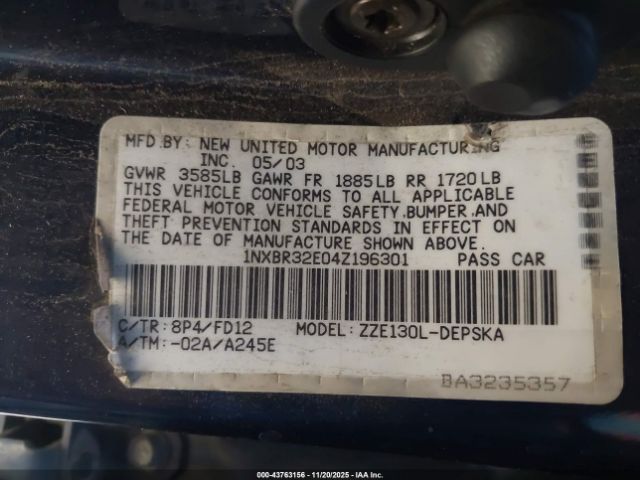 MFD.BY: NEW UNITED MOTOR MANUFACTURING
INC. 05/03
GVWR 3585LB GAWR FR 1885LB RR 1720LB
THIS VEHICLE CONFORMS TO ALL APPLICABLE
FEDERAL MOTOR VEHICLE SAFETY,BUMPER,AND
THEFT PREVENTION STANDARDS IN EFFECT ON
THE DATE OF MANUFACTURE SHOWN ABOVE.
1NXBR32E04Z196301 PASS CAR
C/TR: 8P4/FD12 MODEL: ZZE130L-DEPSKA
A/TM: -02A/A245E
BA3235357
000-43763156 | 11/20/2025 | IAA, Inc.